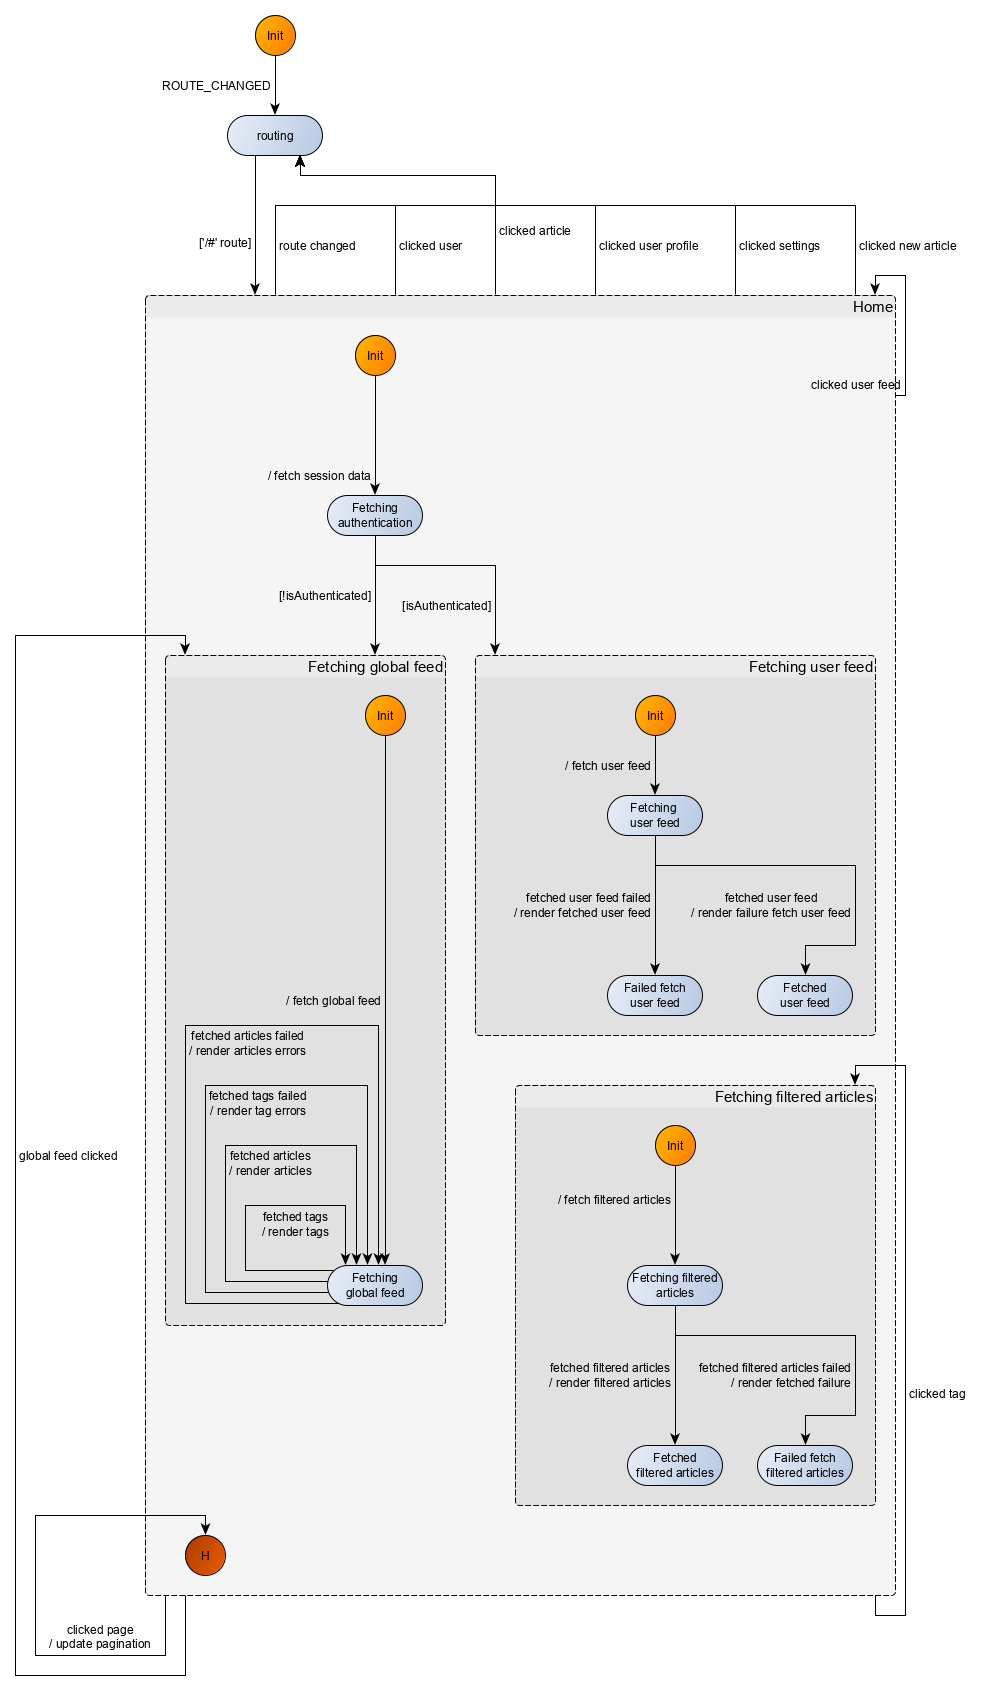 Init
ROUTE_CHANGED
routing
['/#' route]
route changed
clicked user
clicked article
clicked user profile
clicked settings
clicked new article
Home
Init
clicked user feed
/ fetch session data
Fetching
authentication
[!isAuthenticated]
[isAuthenticated]
Fetching global feed
Init
/ fetch global feed
fetched articles failed
/ render articles errors
fetched tags failed
/ render tag errors
fetched articles
/ render articles
fetched tags
/ render tags
Fetching
global feed
Fetching user feed
Init
/ fetch user feed
Fetching
user feed
fetched user feed failed
/ render fetched user feed
fetched user feed
/ render failure fetch user feed
Failed fetch
user feed
Fetched
user feed
Fetching filtered articles
Init
/ fetch filtered articles
Fetching filtered
articles
fetched filtered articles
/ render filtered articles
fetched filtered articles failed
/ render fetched failure
Fetched
filtered articles
Failed fetch
filtered articles
global feed clicked
clicked tag
H
clicked page
/ update pagination